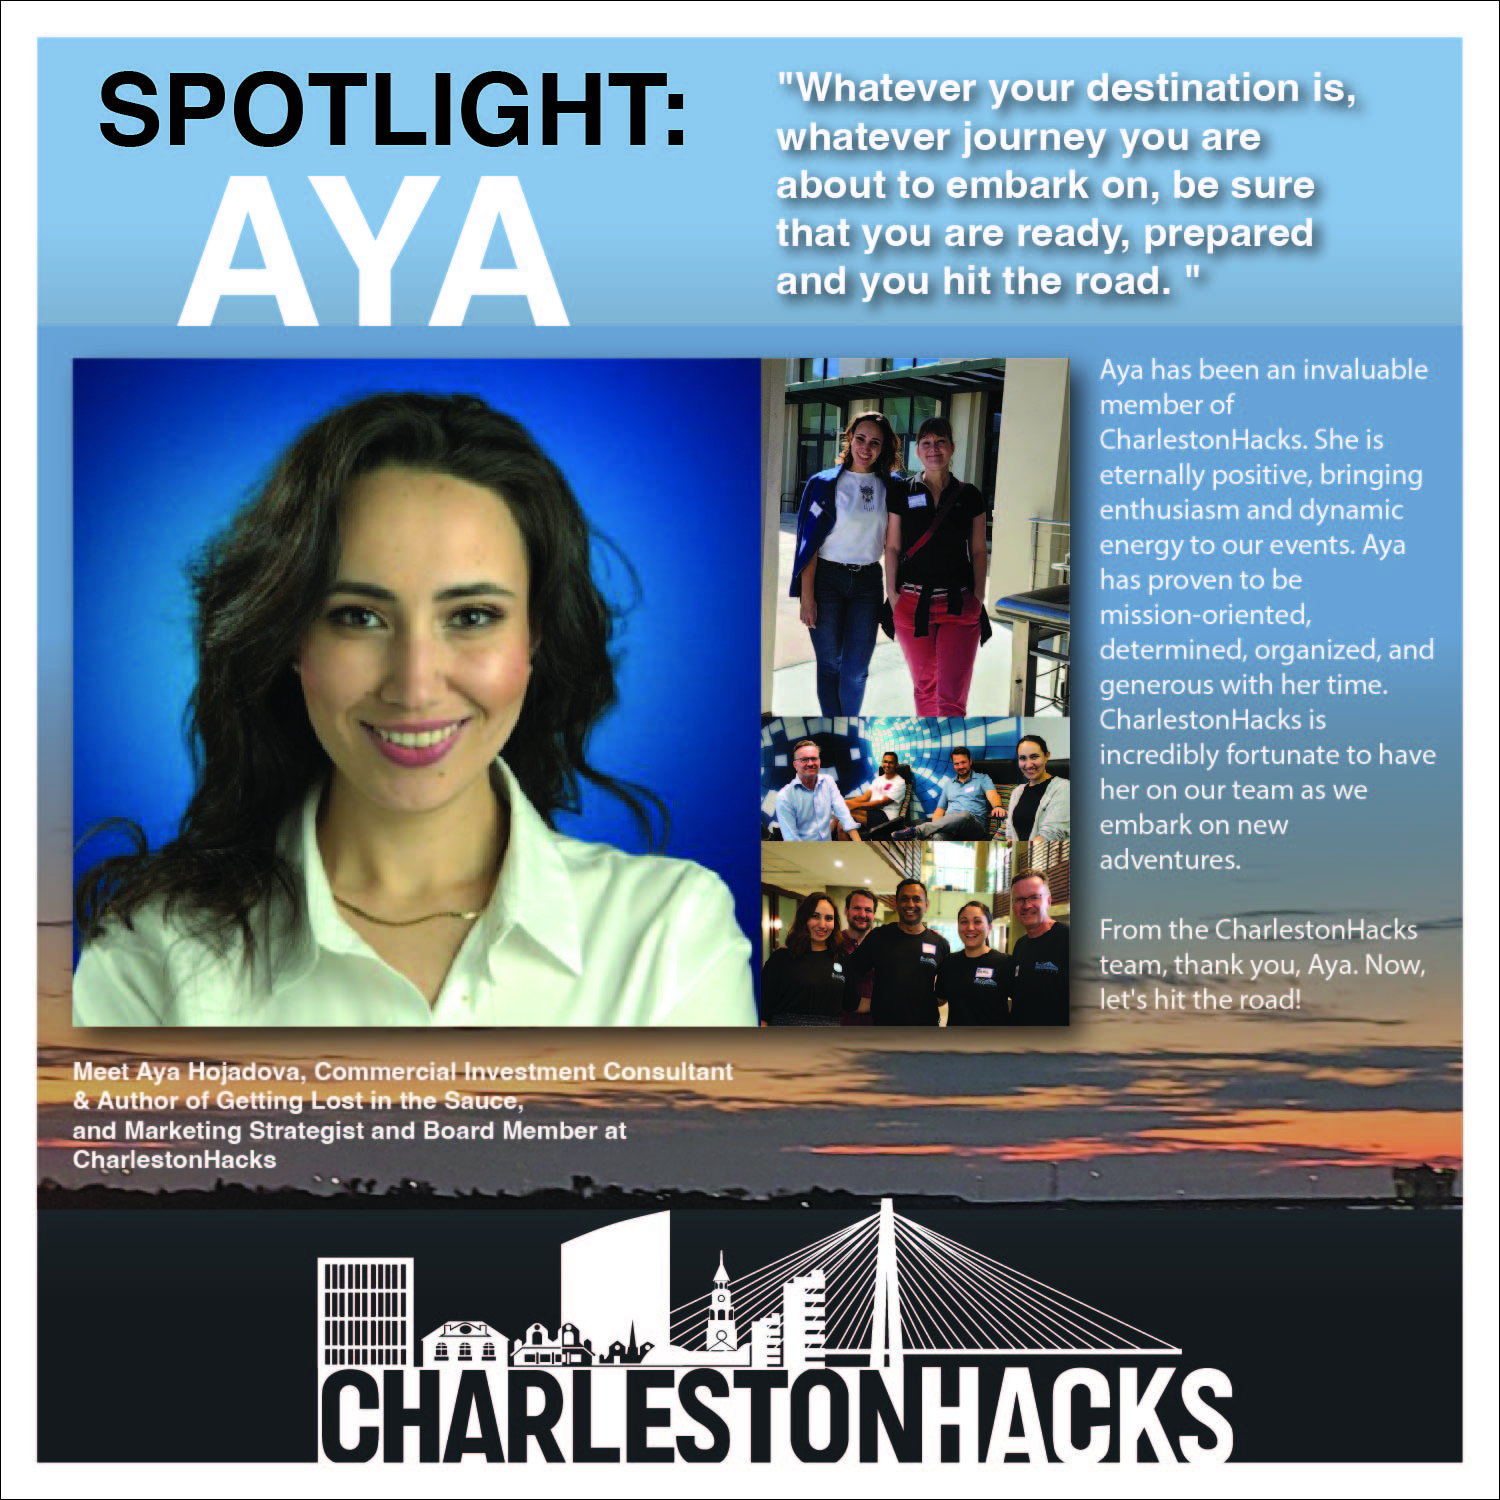 SPOTLIGHT:
AYA
"Whatever your destination is,
whatever journey you are
about to embark on, be sure
that you are ready, prepared
and you hit the road. "
Aya has been an invaluable
member of
CharlestonHacks. She is
eternally positive, bringing
enthusiasm and dynamic
energy to our events. Aya
has proven to be
mission-oriented,
determined, organized, and
generous with her time.
CharlestonHacks is
incredibly fortunate to have
her on our team as we
embark on new
adventures.
From the CharlestonHacks
team, thank you, Aya. Now,
let's hit the road!
Meet Aya Hojadova, Commercial Investment Consultant
& Author of Getting Lost in the Sauce,
and Marketing Strategist and Board Member at
CharlestonHacks
CHARLESTONHACKS